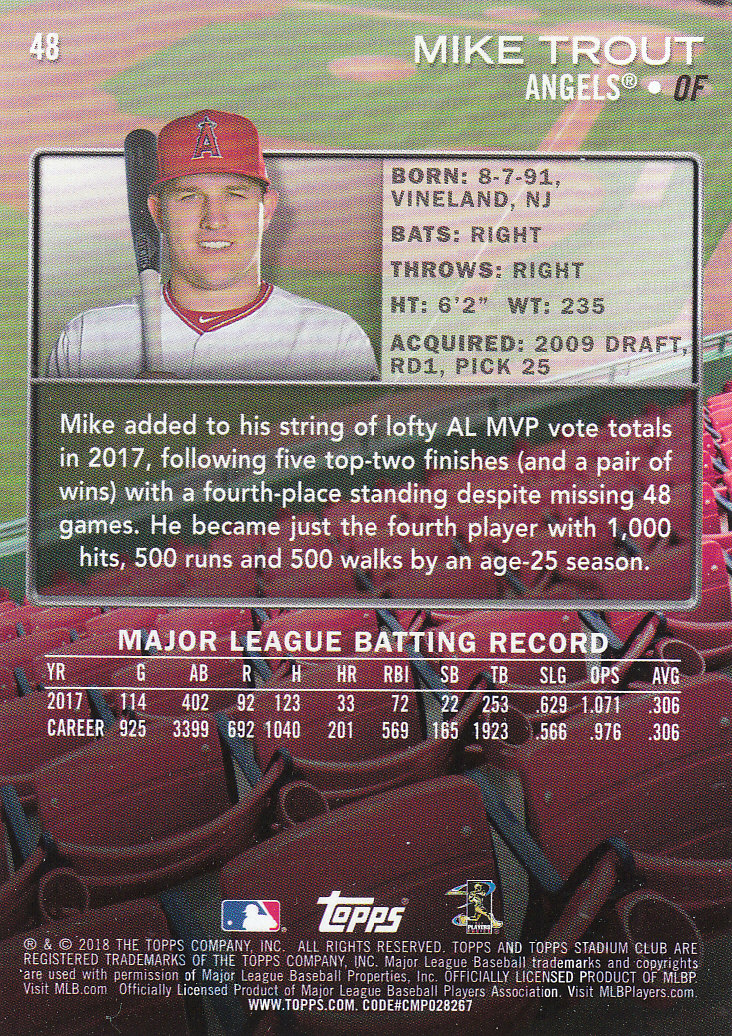 48
MIKE TROUT
ANGELS® • OF
BORN: 8-7-91,
VINELAND, NJ
BATS: RIGHT
THROWS: RIGHT
HT: 6'2" WT: 235
ACQUIRED: 2009 DRAFT,
RD1, PICK 25
Mike added to his string of lofty AL MVP vote totals
in 2017, following five top-two finishes (and a pair of
wins) with a fourth-place standing despite missing 48
games. He became just the fourth player with 1,000
hits, 500 runs and 500 walks by an age-25 season.
MAJOR LEAGUE BATTING RECORD
YR G AB R H HR RBI SB TB SLG OPS AVG
2017 114 402 92 123 33 72 22 253 .629 1.071 .306
CAREER 925 3399 692 1040 201 569 165 1923 .566 .976 .306
Topps®
PLAYERS
® & © 2018 THE TOPPS COMPANY, INC. ALL RIGHTS RESERVED. TOPPS AND TOPPS STADIUM CLUB ARE
REGISTERED TRADEMARKS OF THE TOPPS COMPANY, INC. Major League Baseball trademarks and copyrights
are used with permission of Major League Baseball Properties, Inc. OFFICIALLY LICENSED PRODUCT OF MLBP.
Visit MLB.com Officially Licensed Product of Major League Baseball Players Association. Visit MLBPlayers.com.
WWW.TOPPS.COM. CODE#CMP028267